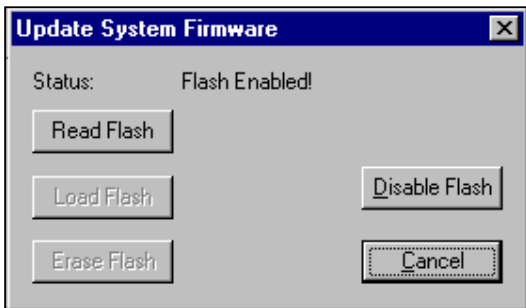 Update System Firmware
Status: Flash Enabled!
Read Flash
Load Flash
Disable Flash
Erase Flash
Cancel